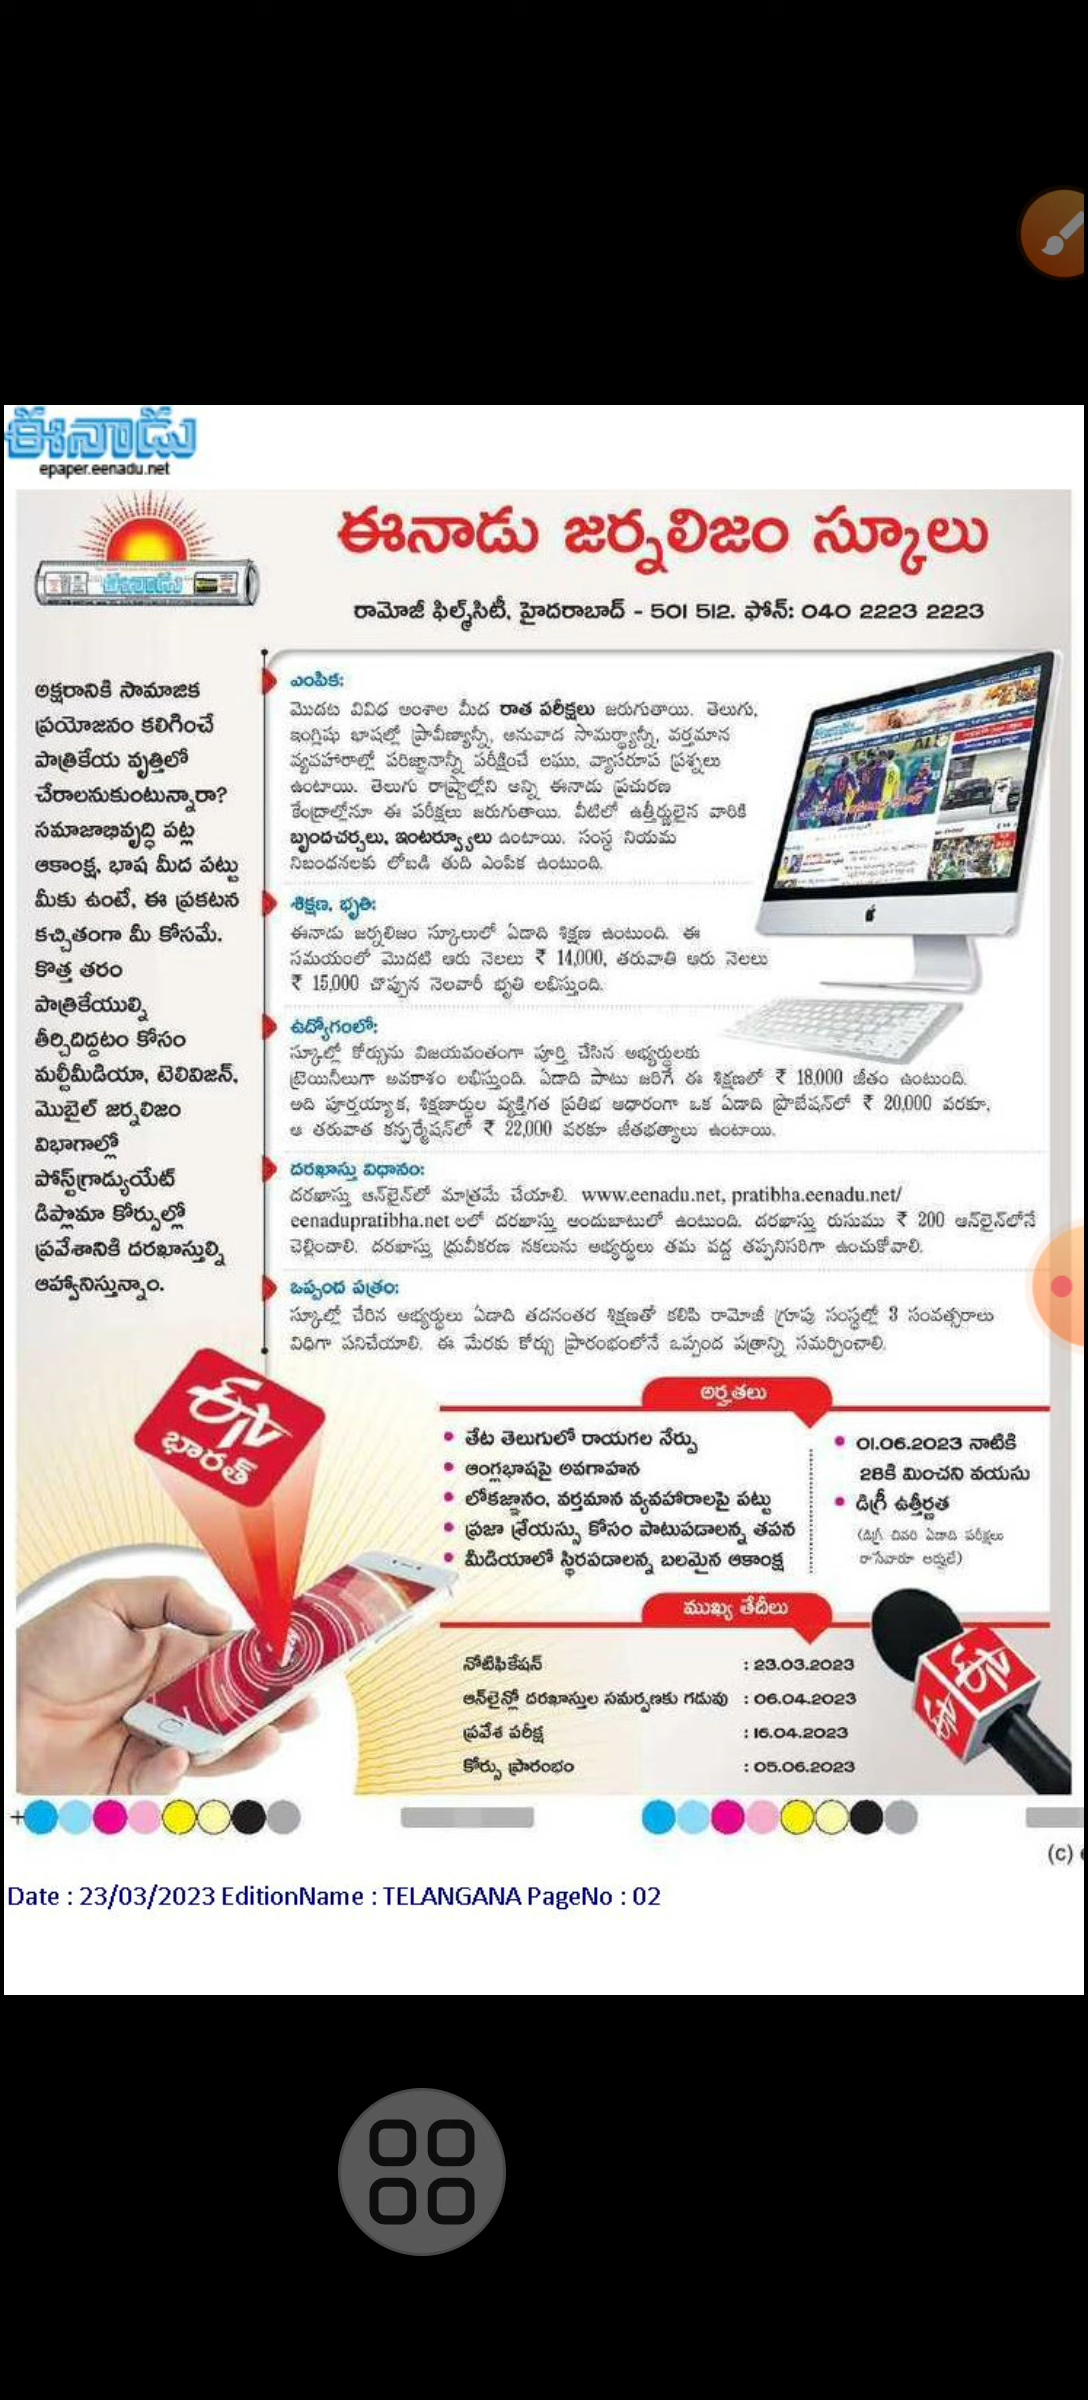 ఈనాడు
epaper.eenadu.net
ఈనాడు
ఈనాడు జర్నలిజం స్కూలు
రామోజీ ఫిల్మ్‌సిటీ, హైదరాబాద్ - 501 512. ఫోన్: 040 2223 2223
అక్షరానికి సామాజిక
ప్రయోజనం కలిగించే
పాత్రికేయ వృత్తిలో
చేరాలనుకుంటున్నారా?
సమాజాభివృద్ధి పట్ల
ఆకాంక్ష, భాష మీద పట్టు
మీకు ఉంటే, ఈ ప్రకటన
కచ్చితంగా మీ కోసమే.
కొత్త తరం
పాత్రికేయుల్ని
తీర్చిదిద్దటం కోసం
మల్టీమీడియా, టెలివిజన్,
మొబైల్ జర్నలిజం
విభాగాల్లో
పోస్ట్‌గ్రాడ్యుయేట్
డిప్లొమా కోర్సుల్లో
ప్రవేశానికి దరఖాస్తుల్ని
ఆహ్వానిస్తున్నాం.
ఎంపిక:
మొదట వివిధ అంశాల మీద రాత పరీక్షలు జరుగుతాయి. తెలుగు,
ఇంగ్లిషు భాషల్లో ప్రావీణ్యాన్నీ, అనువాద సామర్థ్యాన్నీ, వర్తమాన
వ్యవహారాల్లో పరిజ్ఞానాన్నీ పరీక్షించే లఘు, వ్యాసరూప ప్రశ్నలు
ఉంటాయి. తెలుగు రాష్ట్రాల్లోని అన్ని ఈనాడు ప్రచురణ
కేంద్రాల్లోనూ ఈ పరీక్షలు జరుగుతాయి. వీటిలో ఉత్తీర్ణులైన వారికి
బృందచర్చలు, ఇంటర్వ్యూలు ఉంటాయి. సంస్థ నియమ
నిబంధనలకు లోబడి తుది ఎంపిక ఉంటుంది.
శిక్షణ, భృతి:
ఈనాడు జర్నలిజం స్కూలులో ఏడాది శిక్షణ ఉంటుంది. ఈ
సమయంలో మొదటి ఆరు నెలలు ₹ 14,000, తరువాతి ఆరు నెలలు
₹ 15,000 చొప్పున నెలవారీ భృతి లభిస్తుంది.
ఉద్యోగంలో:
స్కూల్లో కోర్సును విజయవంతంగా పూర్తి చేసిన అభ్యర్థులకు
ట్రెయినీలుగా అవకాశం లభిస్తుంది. ఏడాది పాటు జరిగే ఈ శిక్షణలో ₹ 18,000 జీతం ఉంటుంది.
అది పూర్తయ్యాక, శిక్షణార్థుల వ్యక్తిగత ప్రతిభ ఆధారంగా ఒక ఏడాది ప్రొబేషన్‌లో ₹ 20,000 వరకూ,
ఆ తరువాత కన్ఫర్మేషన్‌లో ₹ 22,000 వరకూ జీతభత్యాలు ఉంటాయి.
దరఖాస్తు విధానం:
దరఖాస్తు ఆన్‌లైన్‌లో మాత్రమే చేయాలి. www.eenadu.net, pratibha.eenadu.net/
eenadupratibha.net లలో దరఖాస్తు అందుబాటులో ఉంటుంది. దరఖాస్తు రుసుము ₹ 200 ఆన్‌లైన్‌లోనే
చెల్లించాలి. దరఖాస్తు ధ్రువీకరణ నకలును అభ్యర్థులు తమ వద్ద తప్పనిసరిగా ఉంచుకోవాలి.
ఒప్పంద పత్రం:
స్కూల్లో చేరిన అభ్యర్థులు ఏడాది తదనంతర శిక్షణతో కలిపి రామోజీ గ్రూపు సంస్థల్లో 3 సంవత్సరాలు
విధిగా పనిచేయాలి. ఈ మేరకు కోర్సు ప్రారంభంలోనే ఒప్పంద పత్రాన్ని సమర్పించాలి.
ఈtv
భారత్
అర్హతలు
• తేట తెలుగులో రాయగల నేర్పు
• ఆంగ్లభాషపై అవగాహన
• లోకజ్ఞానం, వర్తమాన వ్యవహారాలపై పట్టు
• ప్రజా శ్రేయస్సు కోసం పాటుపడాలన్న తపన
• మీడియాలో స్థిరపడాలన్న బలమైన ఆకాంక్ష
• 01.06.2023 నాటికి
28కి మించని వయసు
• డిగ్రీ ఉత్తీర్ణత
(డిగ్రీ చివరి ఏడాది పరీక్షలు
రాసేవారూ అర్హులే)
ముఖ్య తేదీలు
నోటిఫికేషన్ : 23.03.2023
ఆన్‌లైన్లో దరఖాస్తుల సమర్పణకు గడువు : 06.04.2023
ప్రవేశ పరీక్ష : 16.04.2023
కోర్సు ప్రారంభం : 05.06.2023
ఈtv
ఈtv
(c)
Date : 23/03/2023 EditionName : TELANGANA PageNo : 02